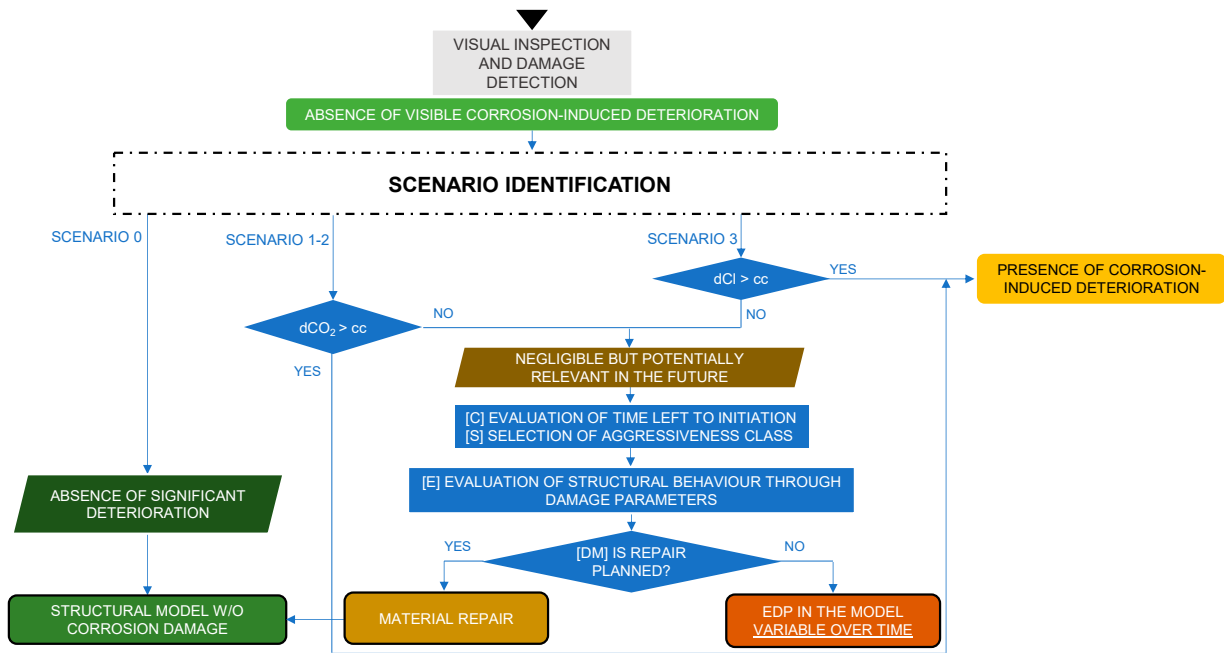 VISUAL INSPECTION
AND DAMAGE
DETECTION
ABSENCE OF VISIBLE CORROSION-INDUCED DETERIORATION
SCENARIO IDENTIFICATION
SCENARIO 0
SCENARIO 1-2
SCENARIO 3
dCl > cc
YES
PRESENCE OF CORROSION-
INDUCED DETERIORATION
NO
NO
dCO₂ > cc
YES
NEGLIGIBLE BUT POTENTIALLY
RELEVANT IN THE FUTURE
[C] EVALUATION OF TIME LEFT TO INITIATION
[S] SELECTION OF AGGRESSIVENESS CLASS
[E] EVALUATION OF STRUCTURAL BEHAVIOUR THROUGH
DAMAGE PARAMETERS
ABSENCE OF SIGNIFICANT
DETERIORATION
YES
[DM] IS REPAIR
PLANNED?
NO
STRUCTURAL MODEL W/O
CORROSION DAMAGE
MATERIAL REPAIR
EDP IN THE MODEL
VARIABLE OVER TIME